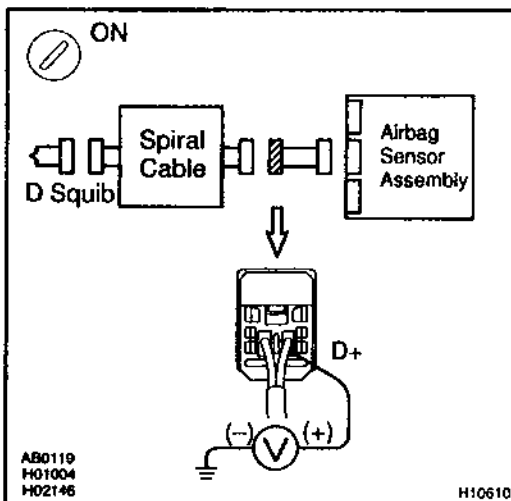 ON
Spiral
Cable
Airbag
Sensor
Assembly
D Squib
D+
(−)
V
(+)
AB0119
H01004
H02146
H10610